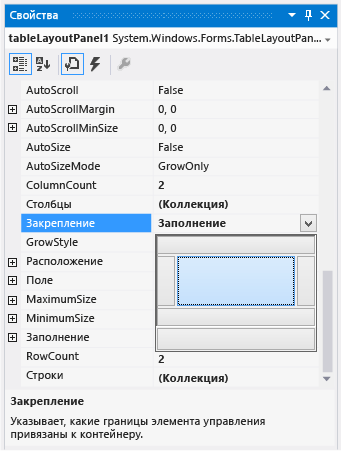 Свойства
tableLayoutPanel1 System.Windows.Forms.TableLayoutPan...
AutoScroll False
AutoScrollMargin 0, 0
AutoScrollMinSize 0, 0
AutoSize False
AutoSizeMode GrowOnly
ColumnCount 2
Столбцы (Коллекция)
Закрепление Заполнение
GrowStyle
Расположение
Поле
MaximumSize
MinimumSize
Заполнение
RowCount 2
Строки (Коллекция)
Закрепление
Указывает, какие границы элемента управления
привязаны к контейнеру.